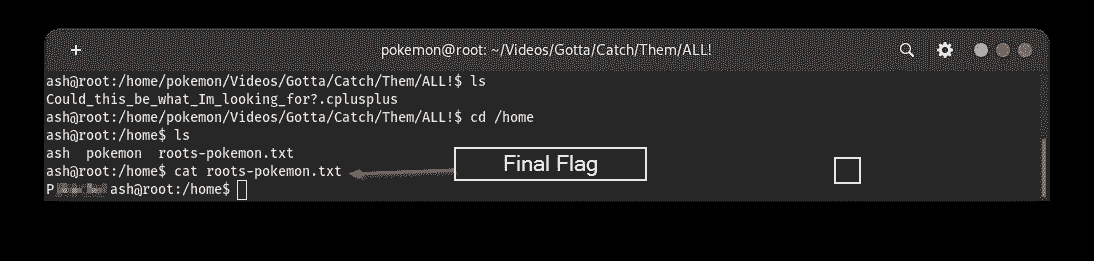 +
pokemon@root: ~/Videos/Gotta/Catch/Them/ALL!
ash@root:/home/pokemon/Videos/Gotta/Catch/Them/ALL!$ ls
Could_this_be_what_Im_looking_for?.cplusplus
ash@root:/home/pokemon/Videos/Gotta/Catch/Them/ALL!$ cd /home
ash@root:/home$ ls
ash  pokemon  roots-pokemon.txt
ash@root:/home$ cat roots-pokemon.txt
Final Flag
P ash@root:/home$